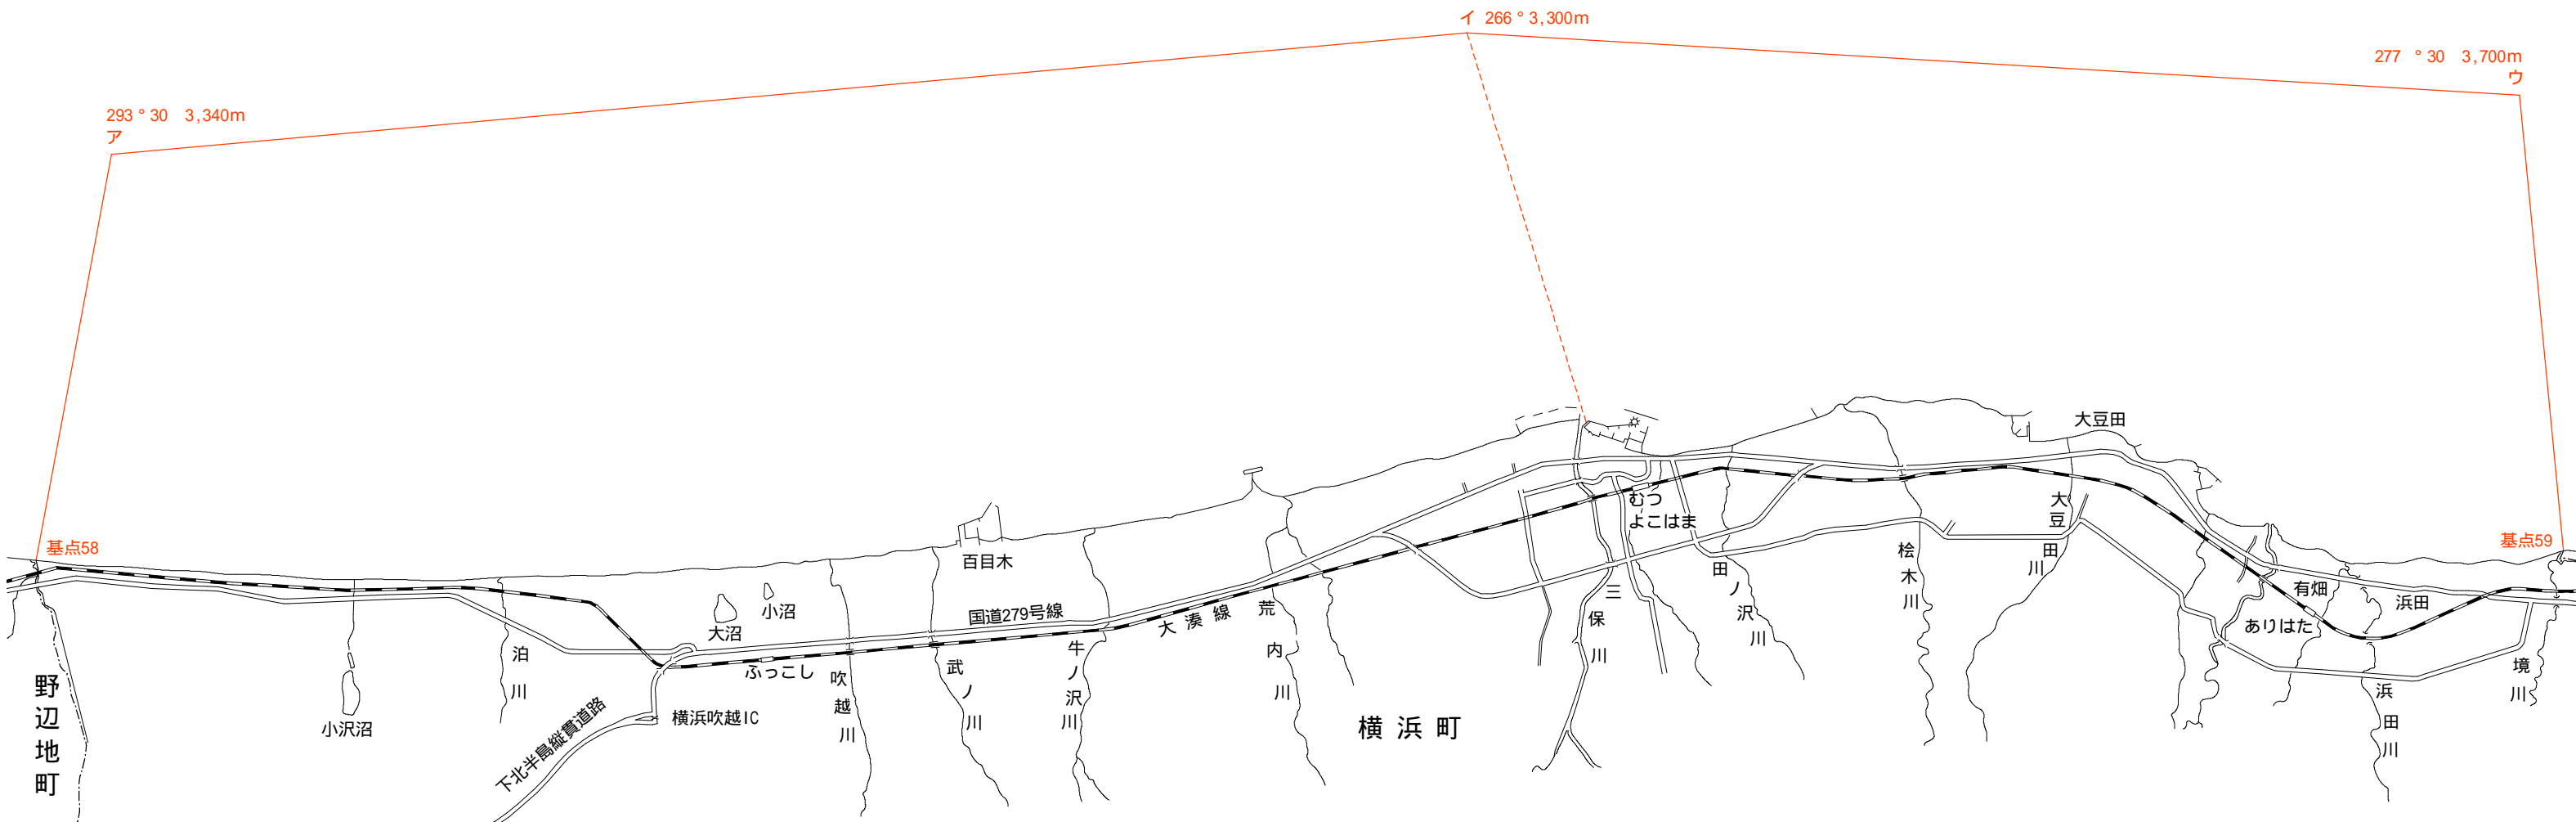 イ 266°3,300m
277 °30 3,700m
ウ
293°30 3,340m
ア
基点58
基点59
大豆田
百目木
むつ
よこはま
大豆田川
桧木川
田ノ沢川
三保川
有畑
浜田
ありはた
小沼
大沼
国道279号線
大湊線
荒内川
牛ノ沢川
武ノ川
ふっこし
吹越川
泊川
小沢沼
横浜吹越IC
下北半島縦貫道路
野辺地町
横浜町
浜田川
境川